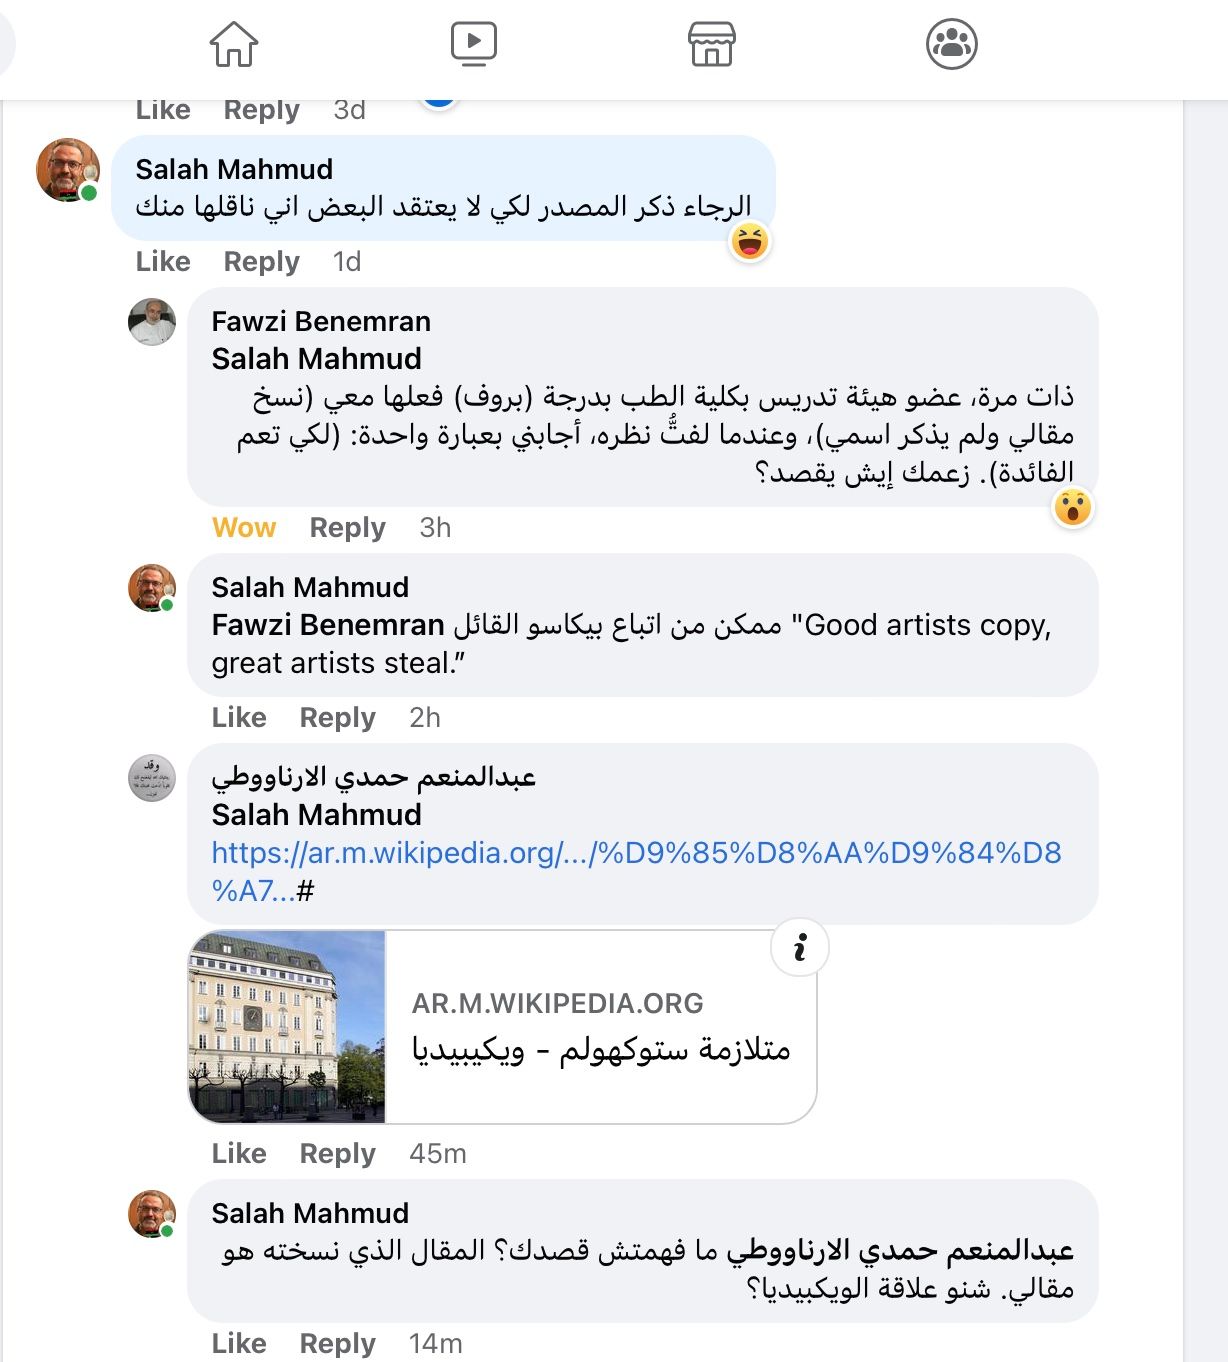 Like Reply 3d
Salah Mahmud
الرجاء ذكر المصدر لكي لا يعتقد البعض اني ناقلها منك
Like Reply 1d
Fawzi Benemran
Salah Mahmud
ذات مرة، عضو هيئة تدريس بكلية الطب بدرجة (بروف) فعلها معي (نسخ
مقالي ولم يذكر اسمي)، وعندما لفتُّ نظره، أجابني بعبارة واحدة: (لكي تعم
الفائدة). زعمك إيش يقصد؟
Wow Reply 3h
Salah Mahmud
Fawzi Benemran ممكن من اتباع بيكاسو القائل "Good artists copy,
great artists steal.”
Like Reply 2h
عبدالمنعم حمدي الارناووطي
Salah Mahmud
https://ar.m.wikipedia.org/.../%D9%85%D8%AA%D9%84%D8
%A7...#
AR.M.WIKIPEDIA.ORG
متلازمة ستوكهولم - ويكيبيديا
Like Reply 45m
Salah Mahmud
عبدالمنعم حمدي الارناووطي ما فهمتش قصدك؟ المقال الذي نسخته هو
مقالي. شنو علاقة الويكبيديا؟
Like Reply 14m